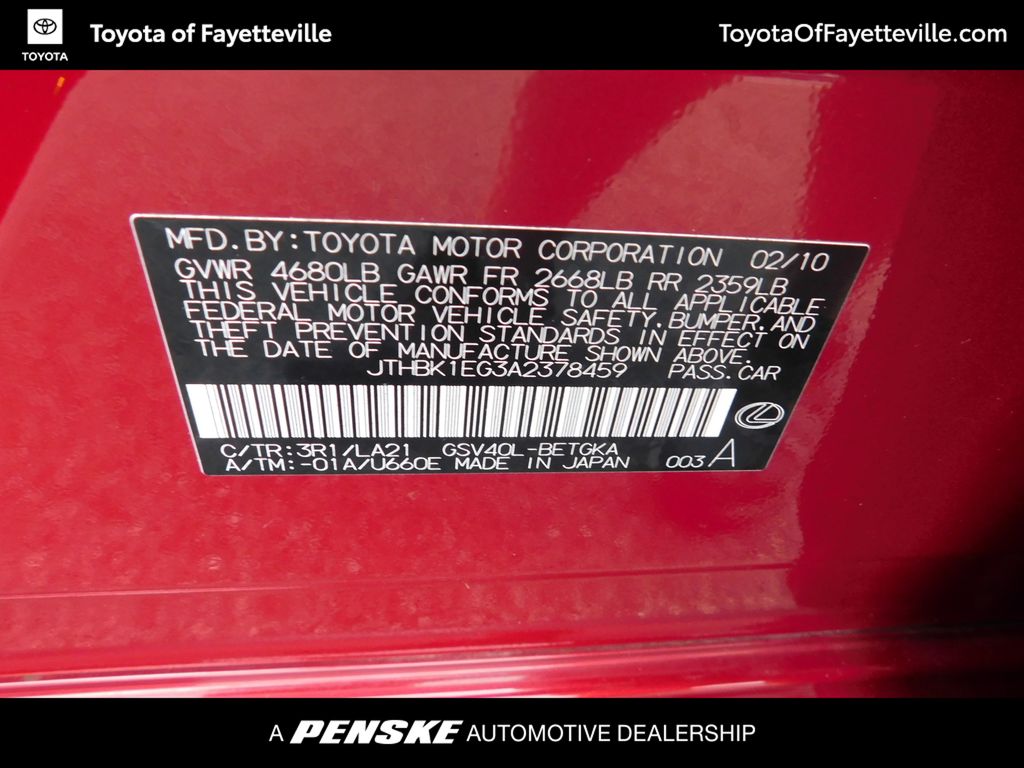 TOYOTA
Toyota of Fayetteville
ToyotaOfFayetteville.com
MFD.BY:TOYOTA MOTOR CORPORATION 02/10
GVWR 4680LB GAWR FR 2668LB RR 2359LB
THIS VEHICLE CONFORMS TO ALL APPLICABLE
FEDERAL MOTOR VEHICLE SAFETY,BUMPER,AND
THEFT PREVENTION STANDARDS IN EFFECT ON
THE DATE OF MANUFACTURE SHOWN ABOVE.
JTHBK1EG3A2378459 PASS.CAR
C/TR:3R1/LA21 GSV40L-BETGKA
A/TM:-01A/U660E MADE IN JAPAN 003 A
A PENSKE AUTOMOTIVE DEALERSHIP